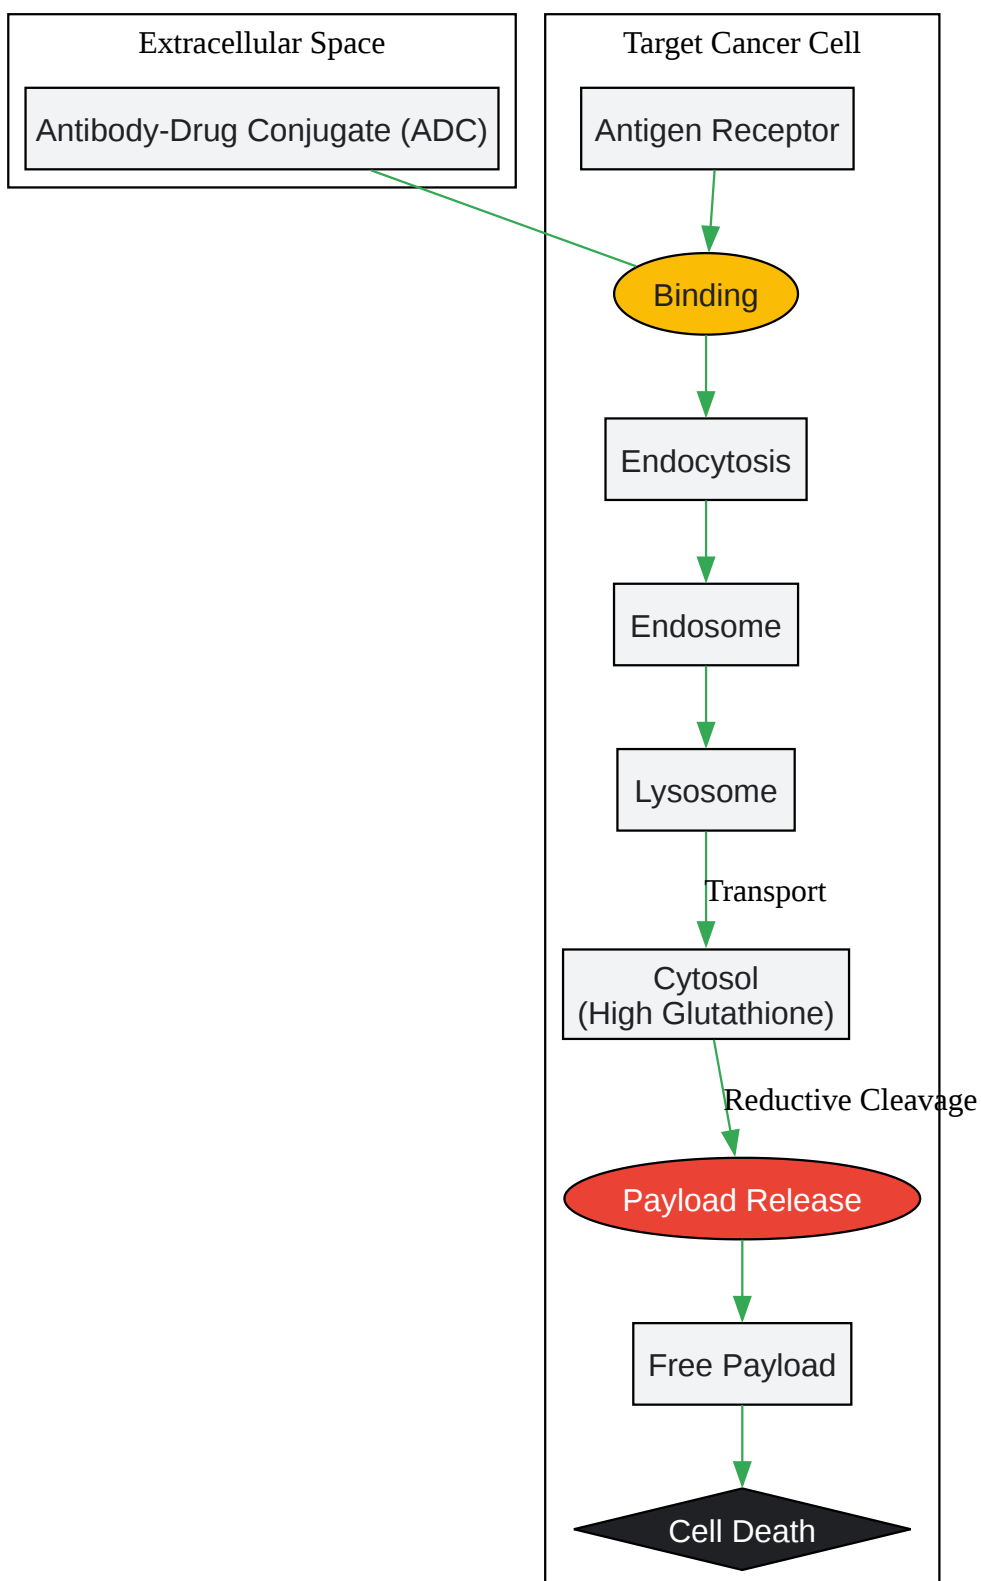 Extracellular Space
Target Cancer Cell
Antibody-Drug Conjugate (ADC)
Antigen Receptor
Binding
Endocytosis
Endosome
Lysosome
Transport
Cytosol
(High Glutathione)
Reductive Cleavage
Payload Release
Free Payload
Cell Death